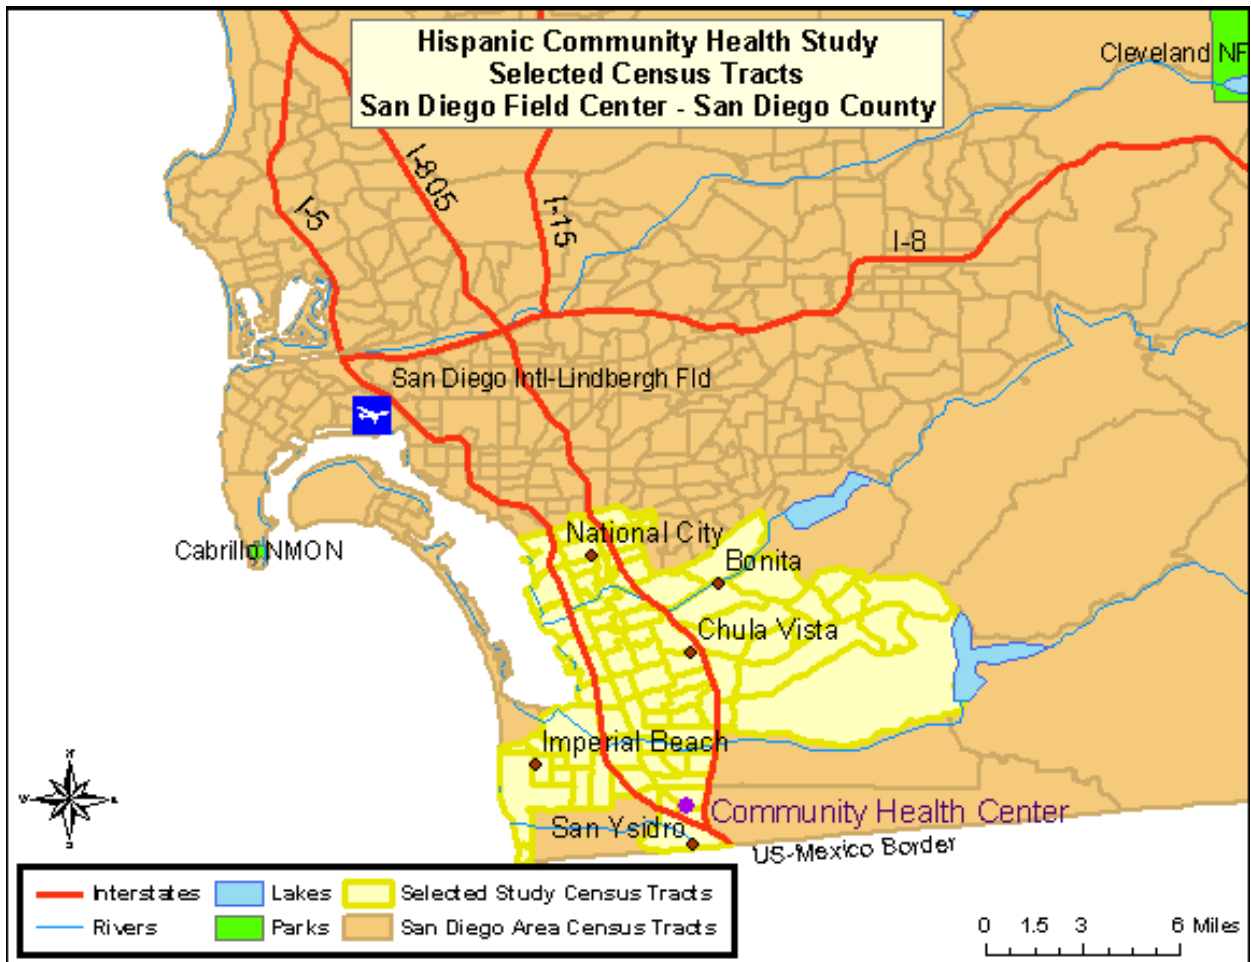 Hispanic Community Health Study
Selected Census Tracts
San Diego Field Center - San Diego County
Cleveland NF
I-805
I-5
I-15
I-8
San Diego Intl-Lindbergh Fld
National City
Cabrillo NMON
Bonita
Chula Vista
Imperial Beach
Community Health Center
San Ysidro
US-Mexico Border
N
W
E
S
Interstates
Lakes
Selected Study Census Tracts
Rivers
Parks
San Diego Area Census Tracts
0 1.5 3 6 Miles